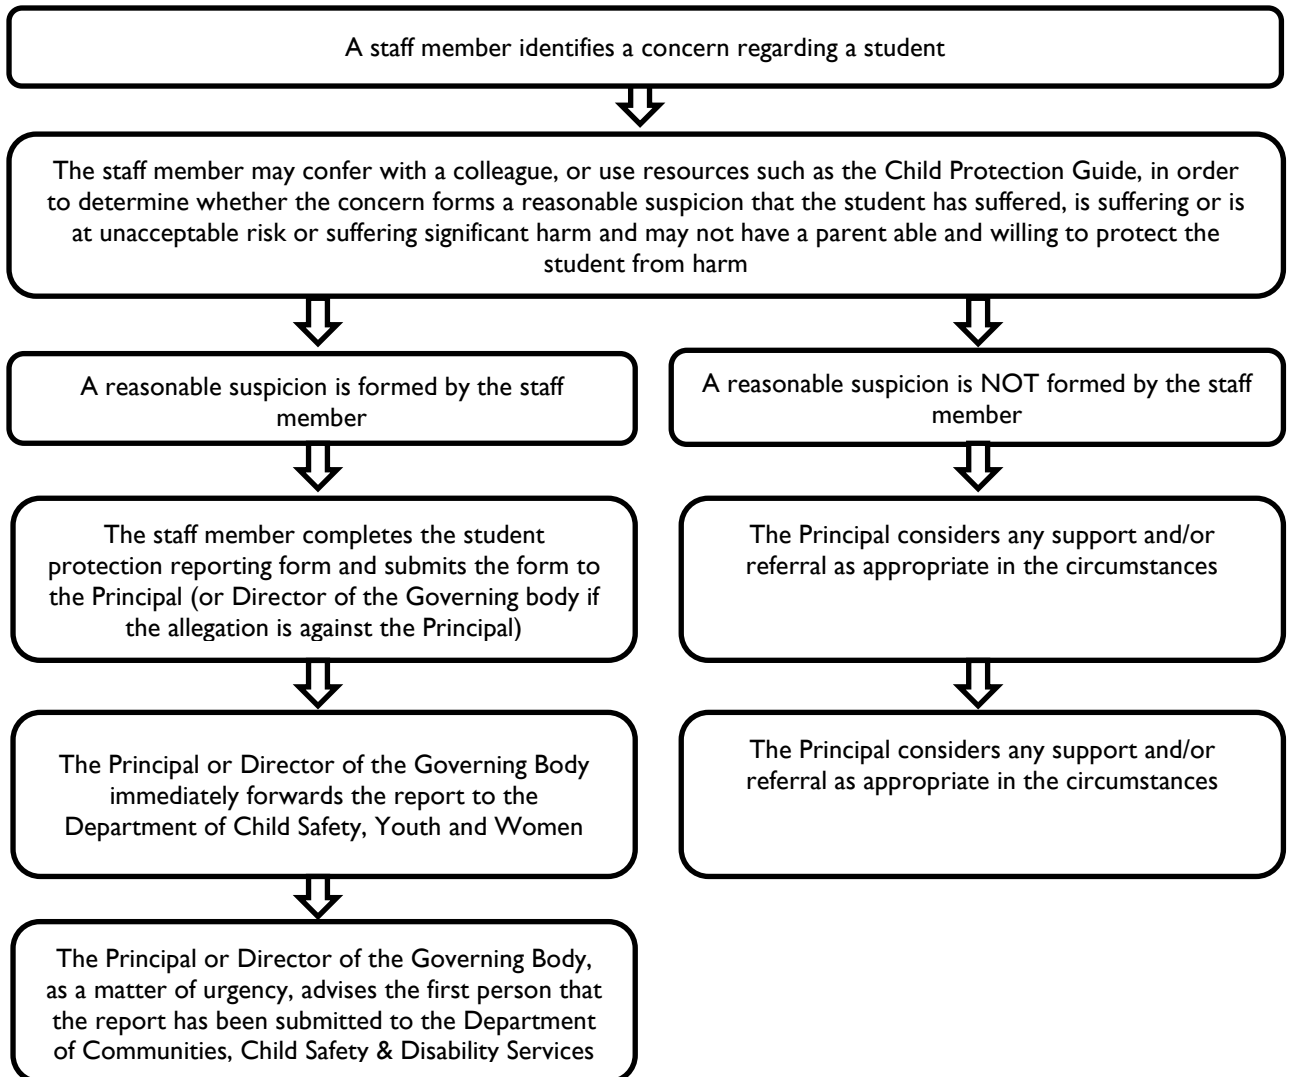 A staff member identifies a concern regarding a student
The staff member may confer with a colleague, or use resources such as the Child Protection Guide, in order
to determine whether the concern forms a reasonable suspicion that the student has suffered, is suffering or is
at unacceptable risk or suffering significant harm and may not have a parent able and willing to protect the
student from harm
A reasonable suspicion is formed by the staff
member
A reasonable suspicion is NOT formed by the staff
member
The staff member completes the student
protection reporting form and submits the form to
the Principal (or Director of the Governing body if
the allegation is against the Principal)
The Principal considers any support and/or
referral as appropriate in the circumstances
The Principal or Director of the Governing Body
immediately forwards the report to the
Department of Child Safety, Youth and Women
The Principal considers any support and/or
referral as appropriate in the circumstances
The Principal or Director of the Governing Body,
as a matter of urgency, advises the first person that
the report has been submitted to the Department
of Communities, Child Safety & Disability Services